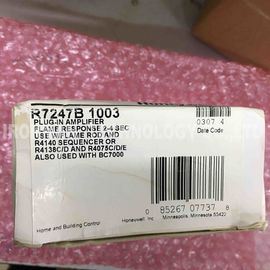 R7247B 1003
PLUG-IN AMPLIFIER
FLAME RESPONSE 2-4 SEC
USE W/FLAME ROD AND
R4140 SEQUENCER OR
R4138C/D AND R4075C/D/E
ALSO USED WITH BC7000
0307 4
Date Code
0 85267 07737 8
Home and Building Control
Honeywell, Inc.
Minneapolis, Minnesota 55422